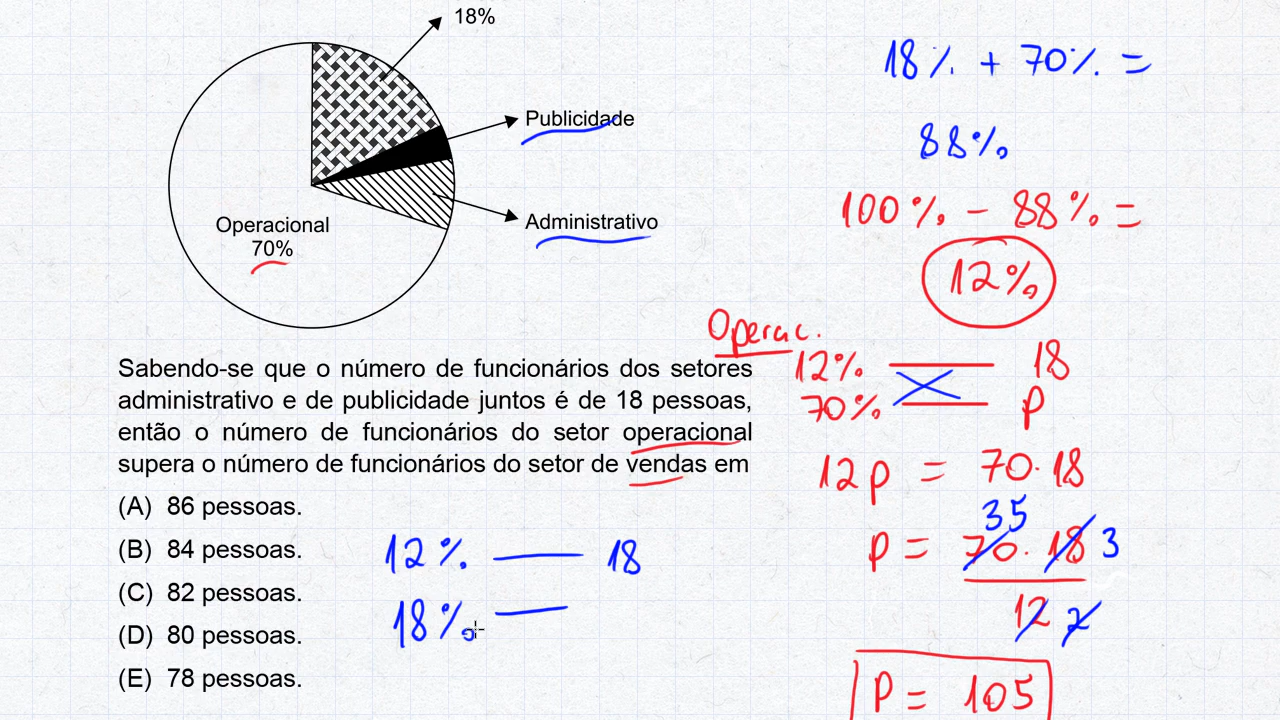 18%
Publicidade
Administrativo
Operacional
70%
Sabendo-se que o número de funcionários dos setores
administrativo e de publicidade juntos é de 18 pessoas,
então o número de funcionários do setor operacional
supera o número de funcionários do setor de vendas em
(A) 86 pessoas.
(B) 84 pessoas.
(C) 82 pessoas.
(D) 80 pessoas.
(E) 78 pessoas.
12% — 18
18% —
18% + 70% =
88%
100% - 88% =
12%
Operac.
12% — 18
70% — P
12p = 70·18
35
P = 70·18 3
12 2
P = 105